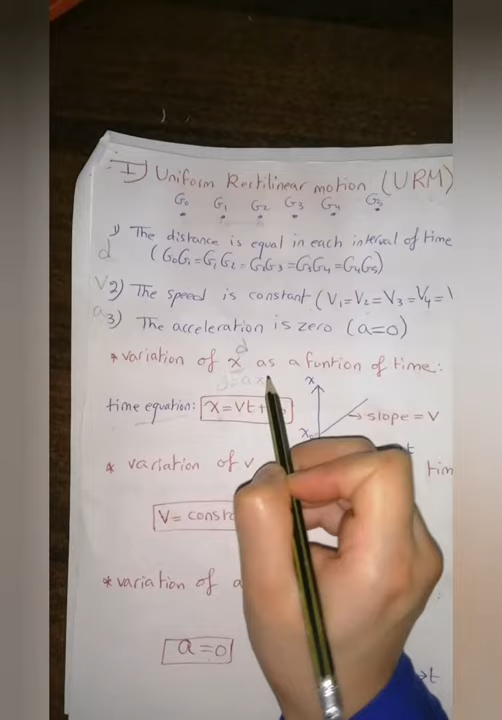 I) Uniform Rectilinear motion (URM)
G0 G1 G2 G3 G4 G5
1) The distance is equal in each interval of time
d
(G0G1=G1G2=G2G3=G3G4=G4G5)
V 2) The speed is constant (V1=V2=V3=V4=V
a 3) The acceleration is zero (a=0)
d
* variation of x as a funtion of time:
x
time equation: x=Vt+
slope = V
x0
t
* variation of v
tim
V = const
* variation of a
a=0
t